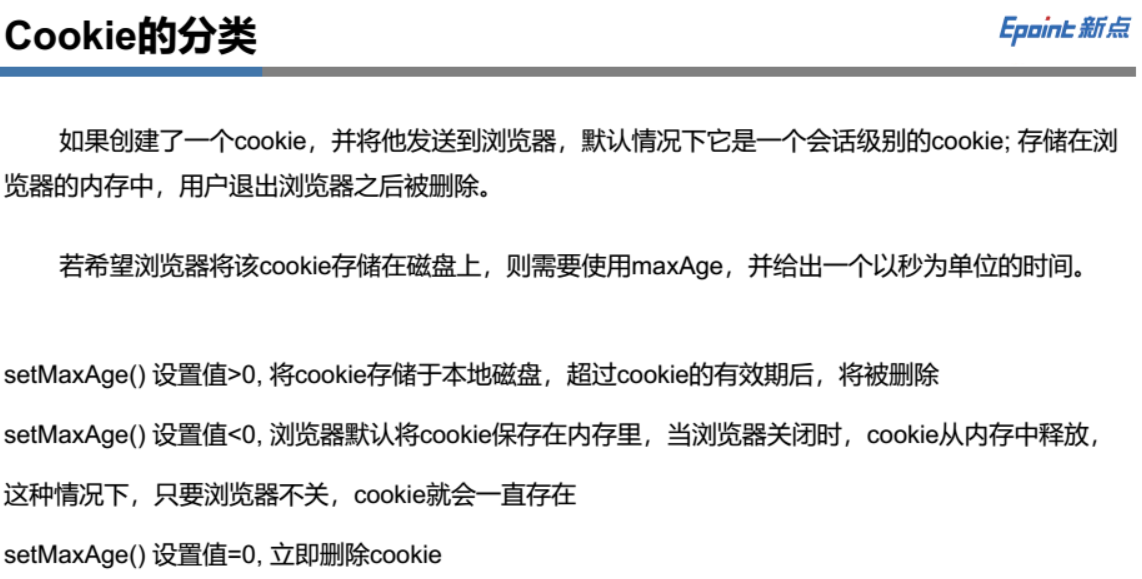 Cookie的分类
Epoint 新点
如果创建了一个cookie，并将他发送到浏览器，默认情况下它是一个会话级别的cookie; 存储在浏
览器的内存中，用户退出浏览器之后被删除。
若希望浏览器将该cookie存储在磁盘上，则需要使用maxAge，并给出一个以秒为单位的时间。
setMaxAge() 设置值>0, 将cookie存储于本地磁盘，超过cookie的有效期后，将被删除
setMaxAge() 设置值<0, 浏览器默认将cookie保存在内存里，当浏览器关闭时，cookie从内存中释放，
这种情况下，只要浏览器不关，cookie就会一直存在
setMaxAge() 设置值=0, 立即删除cookie